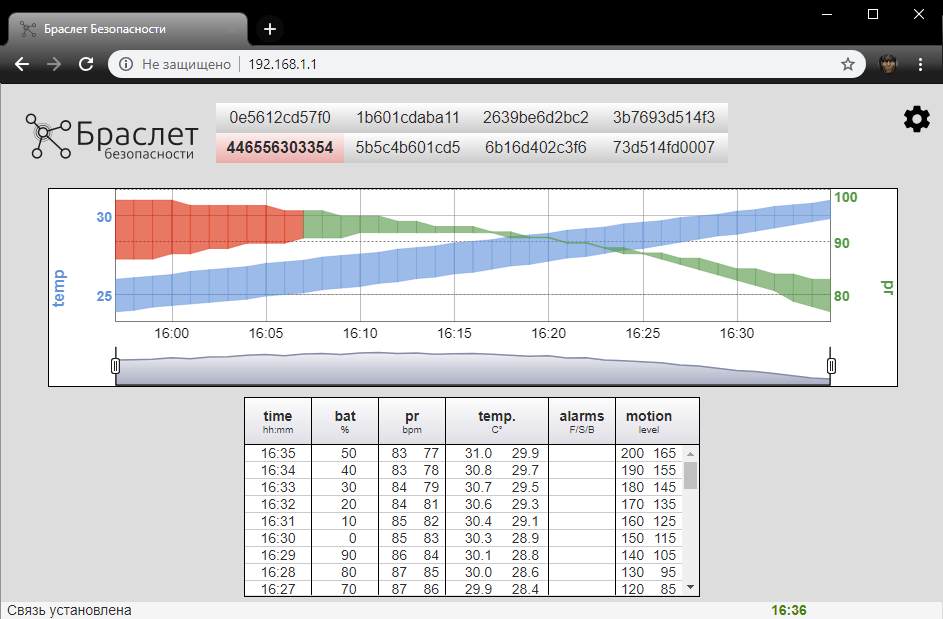 Браслет Безопасности
Не защищено 192.168.1.1
Браслет
безопасности
0e5612cd57f0 1b601cdaba11 2639be6d2bc2 3b7693d514f3
446556303354 5b5c4b601cd5 6b16d402c3f6 73d514fd0007
30 100
90
25 80
temp pr
16:00 16:05 16:10 16:15 16:20 16:25 16:30
time bat pr temp. alarms motion
hh:mm % bpm C° F/S/B level
16:35 50 83 77 31.0 29.9 200 165
16:34 40 83 78 30.8 29.7 190 155
16:33 30 84 79 30.7 29.5 180 145
16:32 20 84 81 30.6 29.3 170 135
16:31 10 85 82 30.4 29.1 160 125
16:30 0 85 83 30.3 28.9 150 115
16:29 90 86 84 30.1 28.8 140 105
16:28 80 87 85 30.0 28.6 130 95
16:27 70 87 86 29.9 28.4 120 85
Связь установлена 16:36